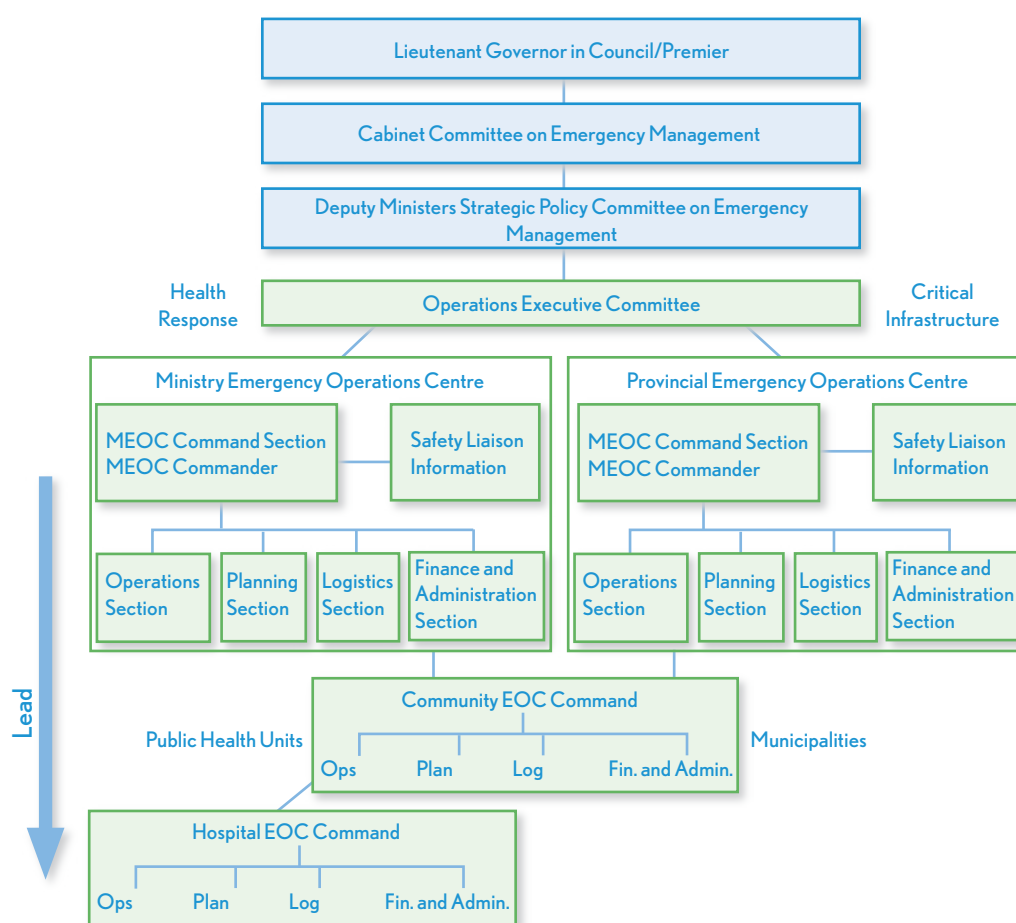 Lieutenant Governor in Council/Premier
Cabinet Committee on Emergency Management
Deputy Ministers Strategic Policy Committee on Emergency
Management
Health
Response
Operations Executive Committee
Critical
Infrastructure
Ministry Emergency Operations Centre
MEOC Command Section
MEOC Commander
Safety Liaison
Information
Operations
Section
Planning
Section
Logistics
Section
Finance and
Administration
Section
Provincial Emergency Operations Centre
MEOC Command Section
MEOC Commander
Safety Liaison
Information
Operations
Section
Planning
Section
Logistics
Section
Finance and
Administration
Section
Lead
Public Health Units
Community EOC Command
Ops Plan Log Fin. and Admin.
Municipalities
Hospital EOC Command
Ops Plan Log Fin. and Admin.